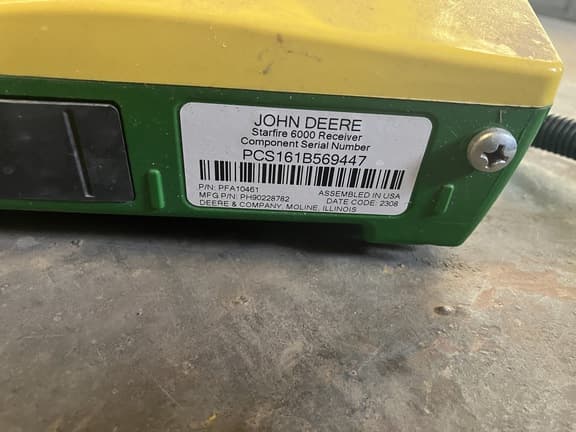 JOHN DEERE
Starfire 6000 Receiver
Component Serial Number
PCS161B569447
P/N: PFA10461 ASSEMBLED IN USA
MFG P/N: PH90228782 DATE CODE: 2308
DEERE & COMPANY, MOLINE, ILLINOIS